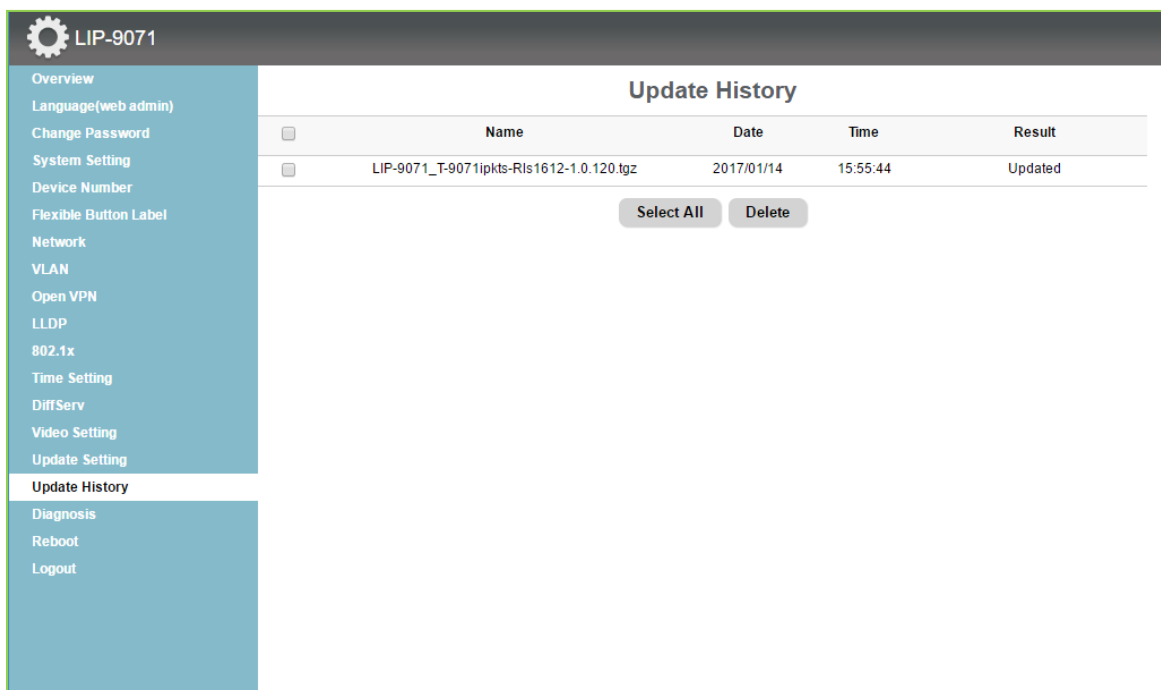 LIP-9071
Overview
Language(web admin)
Change Password
System Setting
Device Number
Flexible Button Label
Network
VLAN
Open VPN
LLDP
802.1x
Time Setting
DiffServ
Video Setting
Update Setting
Update History
Diagnosis
Reboot
Logout
Update History
Name Date Time Result
LIP-9071_T-9071ipkts-Rls1612-1.0.120.tgz 2017/01/14 15:55:44 Updated
Select All Delete